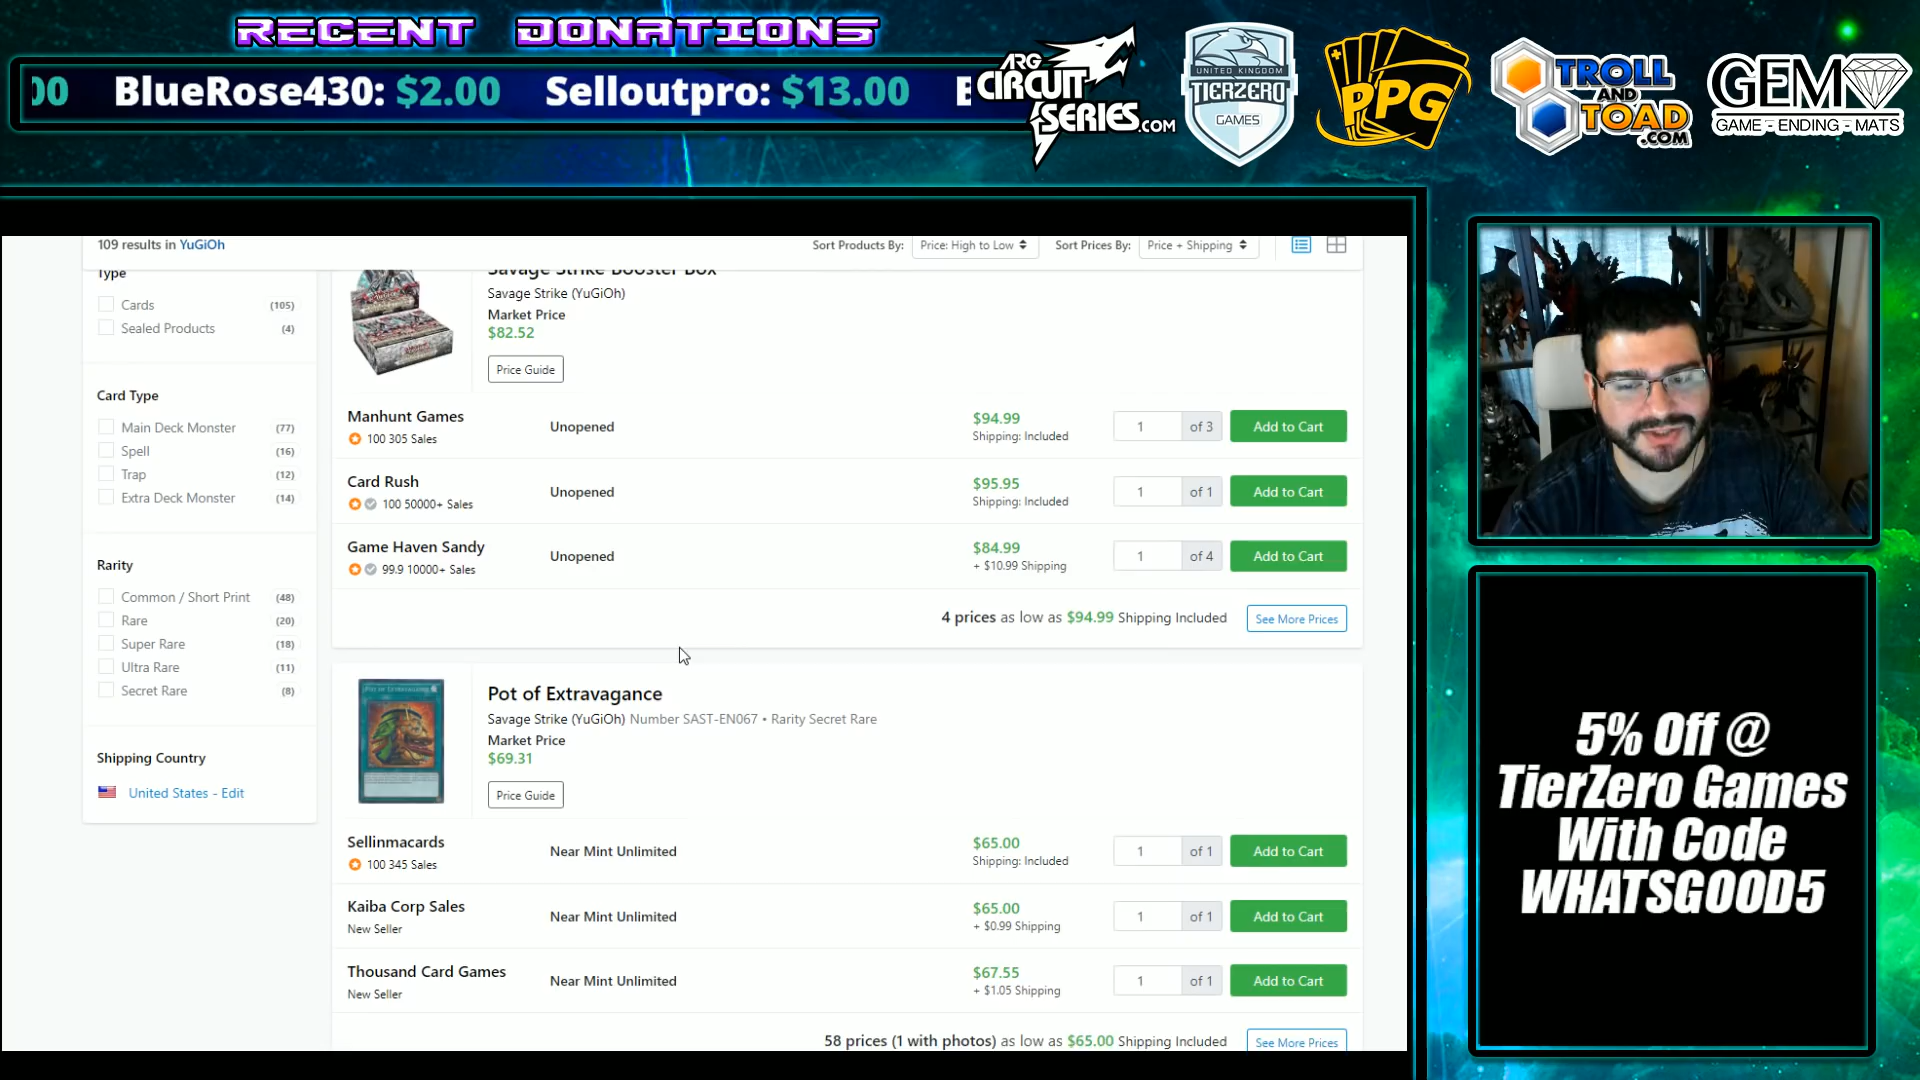 RECENT DONATIONS
00 BlueRose430: $2.00 Selloutpro: $13.00 E
ARG
CIRCUIT
SERIES.COM
UNITED KINGDOM
TIERZERO
GAMES
PPG
TROLL
AND
TOAD
.COM
GEM
GAME-ENDING-MATS
109 results in YuGiOh
Sort Products By: Price: High to Low
Sort Prices By: Price + Shipping
Type
Cards (105)
Sealed Products (4)
Card Type
Main Deck Monster (77)
Spell (16)
Trap (12)
Extra Deck Monster (14)
Rarity
Common / Short Print (48)
Rare (20)
Super Rare (18)
Ultra Rare (11)
Secret Rare (8)
Shipping Country
United States - Edit
Savage Strike Booster Box
Savage Strike (YuGiOh)
Market Price
$82.52
Price Guide
Manhunt Games
100 305 Sales
Unopened
$94.99
Shipping: Included
1 of 3
Add to Cart
Card Rush
100 50000+ Sales
Unopened
$95.95
Shipping: Included
1 of 1
Add to Cart
Game Haven Sandy
99.9 10000+ Sales
Unopened
$84.99
+ $10.99 Shipping
1 of 4
Add to Cart
4 prices as low as $94.99 Shipping Included
See More Prices
POT OF EXTRAVAGANCE
Pot of Extravagance
Savage Strike (YuGiOh) Number SAST-EN067 • Rarity Secret Rare
Market Price
$69.31
Price Guide
Sellinmacards
100 345 Sales
Near Mint Unlimited
$65.00
Shipping: Included
1 of 1
Add to Cart
Kaiba Corp Sales
New Seller
Near Mint Unlimited
$65.00
+ $0.99 Shipping
1 of 1
Add to Cart
Thousand Card Games
New Seller
Near Mint Unlimited
$67.55
+ $1.05 Shipping
1 of 1
Add to Cart
58 prices (1 with photos) as low as $65.00 Shipping Included
See More Prices
5% Off @
TierZero Games
With Code
WHATSGOOD5